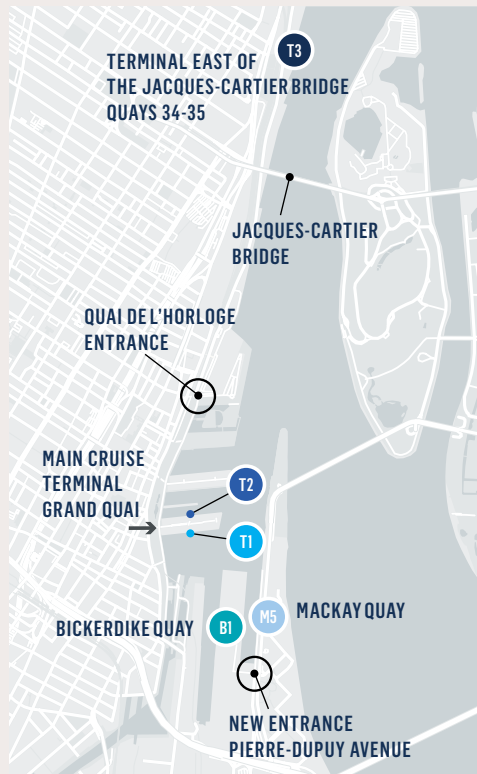 T3
TERMINAL EAST OF
THE JACQUES-CARTIER BRIDGE
QUAYS 34-35
JACQUES-CARTIER
BRIDGE
QUAI DE L'HORLOGE
ENTRANCE
MAIN CRUISE
TERMINAL
GRAND QUAI
T2
T1
BICKERDIKE QUAY
B1
M5
MACKAY QUAY
NEW ENTRANCE
PIERRE-DUPUY AVENUE